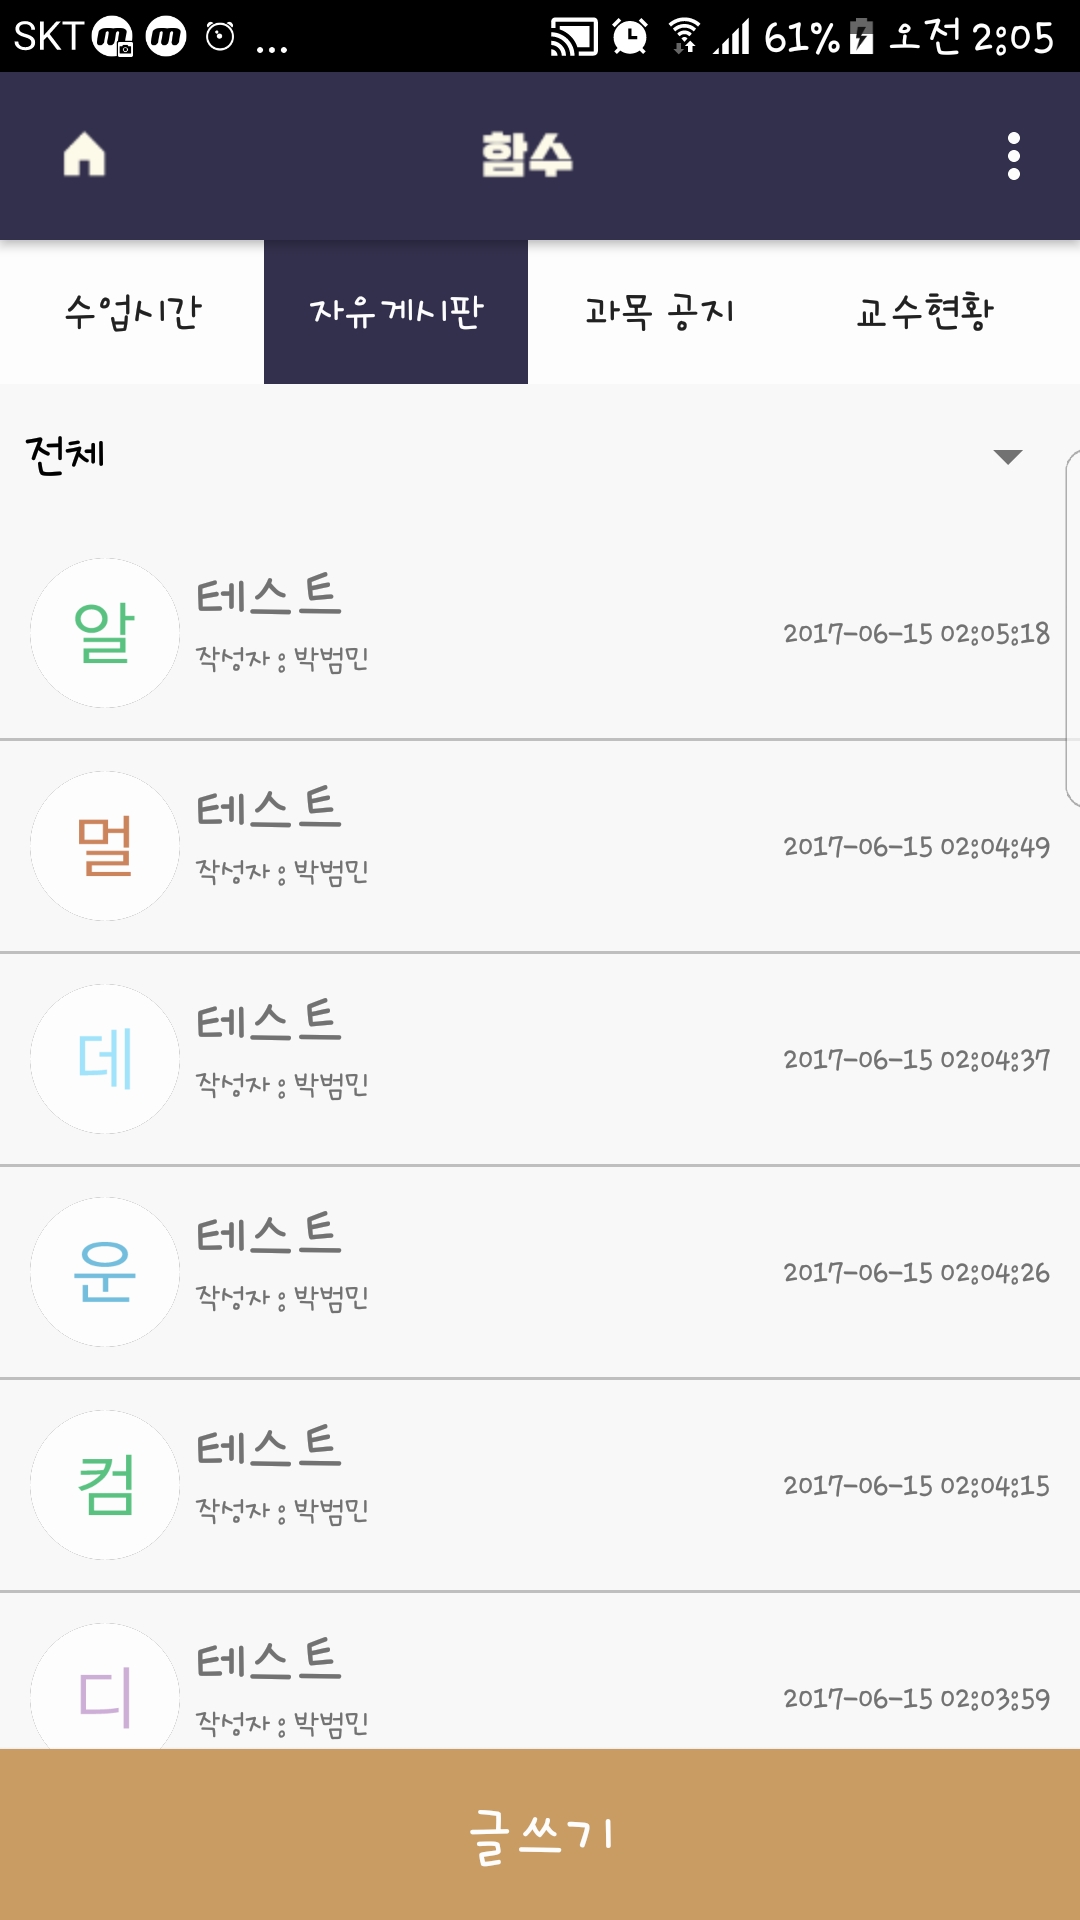 SKT 61% 오전 2:05
함수
수업시간 자유게시판 과목 공지 교수현황
전체
알 테스트
작성자 : 박범민 2017-06-15 02:05:18
멀 테스트
작성자 : 박범민 2017-06-15 02:04:49
데 테스트
작성자 : 박범민 2017-06-15 02:04:37
운 테스트
작성자 : 박범민 2017-06-15 02:04:26
컴 테스트
작성자 : 박범민 2017-06-15 02:04:15
디 테스트
작성자 : 박범민 2017-06-15 02:03:59
글쓰기